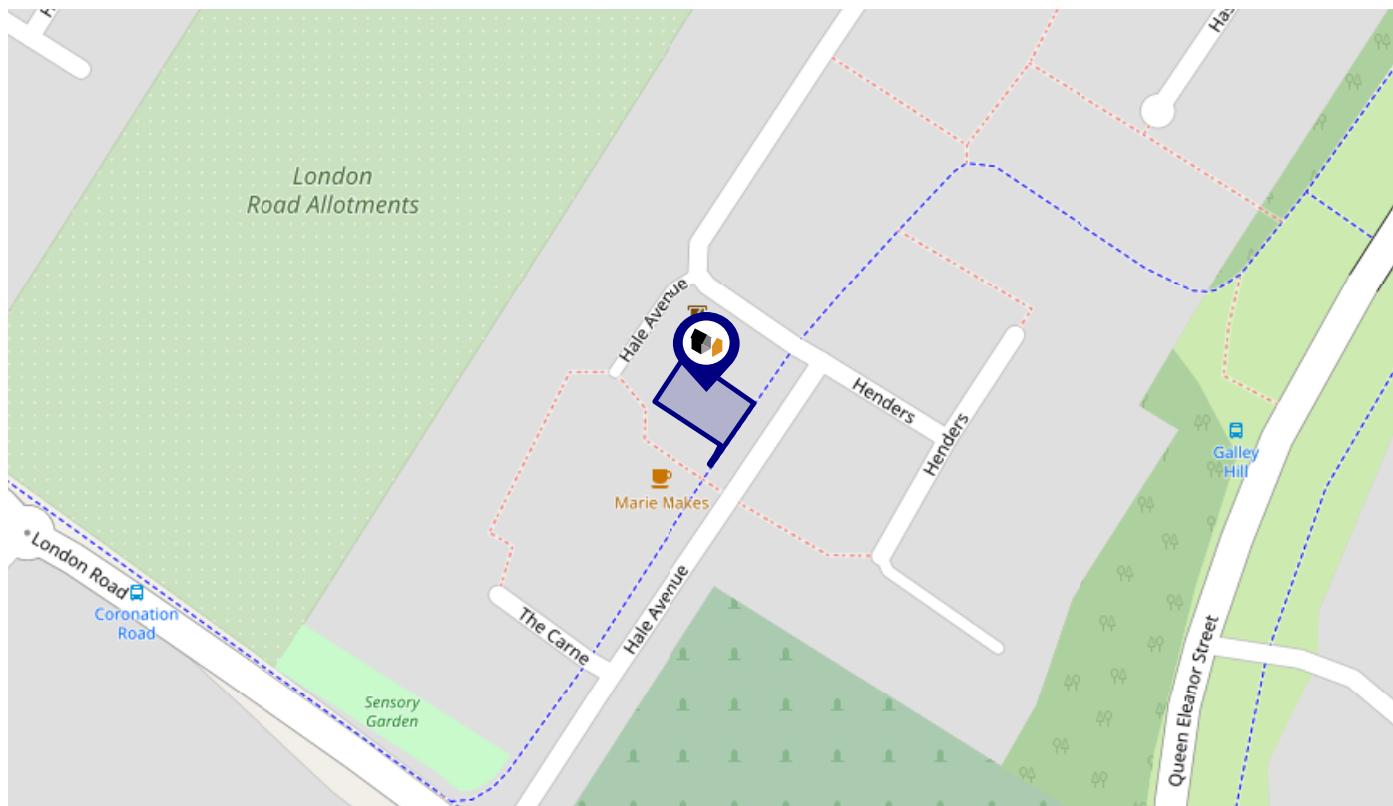 London
Road Allotments
Hale Avenue
Henders
Henders
Galley
Hill
Marie Makes
London Road
Coronation
Road
The Carne
Hale Avenue
Sensory
Garden
Queen Eleanor Street